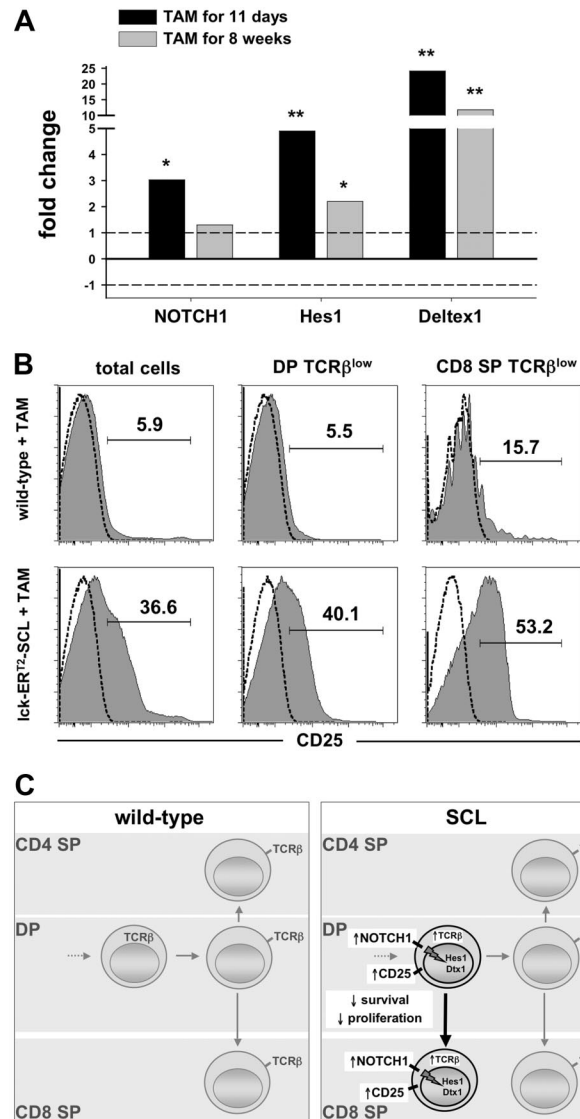 A
TAM for 11 days
TAM for 8 weeks
fold change
25
20
15
10
5
4
3
2
1
0
-1
*
**
*
**
**
NOTCH1 Hes1 Deltex1
B
total cells DP TCRβlow CD8 SP TCRβlow
wild-type + TAM
5.9 5.5 15.7
lck-ERT2-SCL + TAM
36.6 40.1 53.2
CD25
C
wild-type
CD4 SP
TCRβ
DP
TCRβ
TCRβ
CD8 SP
TCRβ
SCL
CD4 SP
DP
↑NOTCH1
↑TCRβ
Hes1
Dtx1
↑CD25
↓ survival
↓ proliferation
↑NOTCH1
↑TCRβ
Hes1
Dtx1
↑CD25
CD8 SP